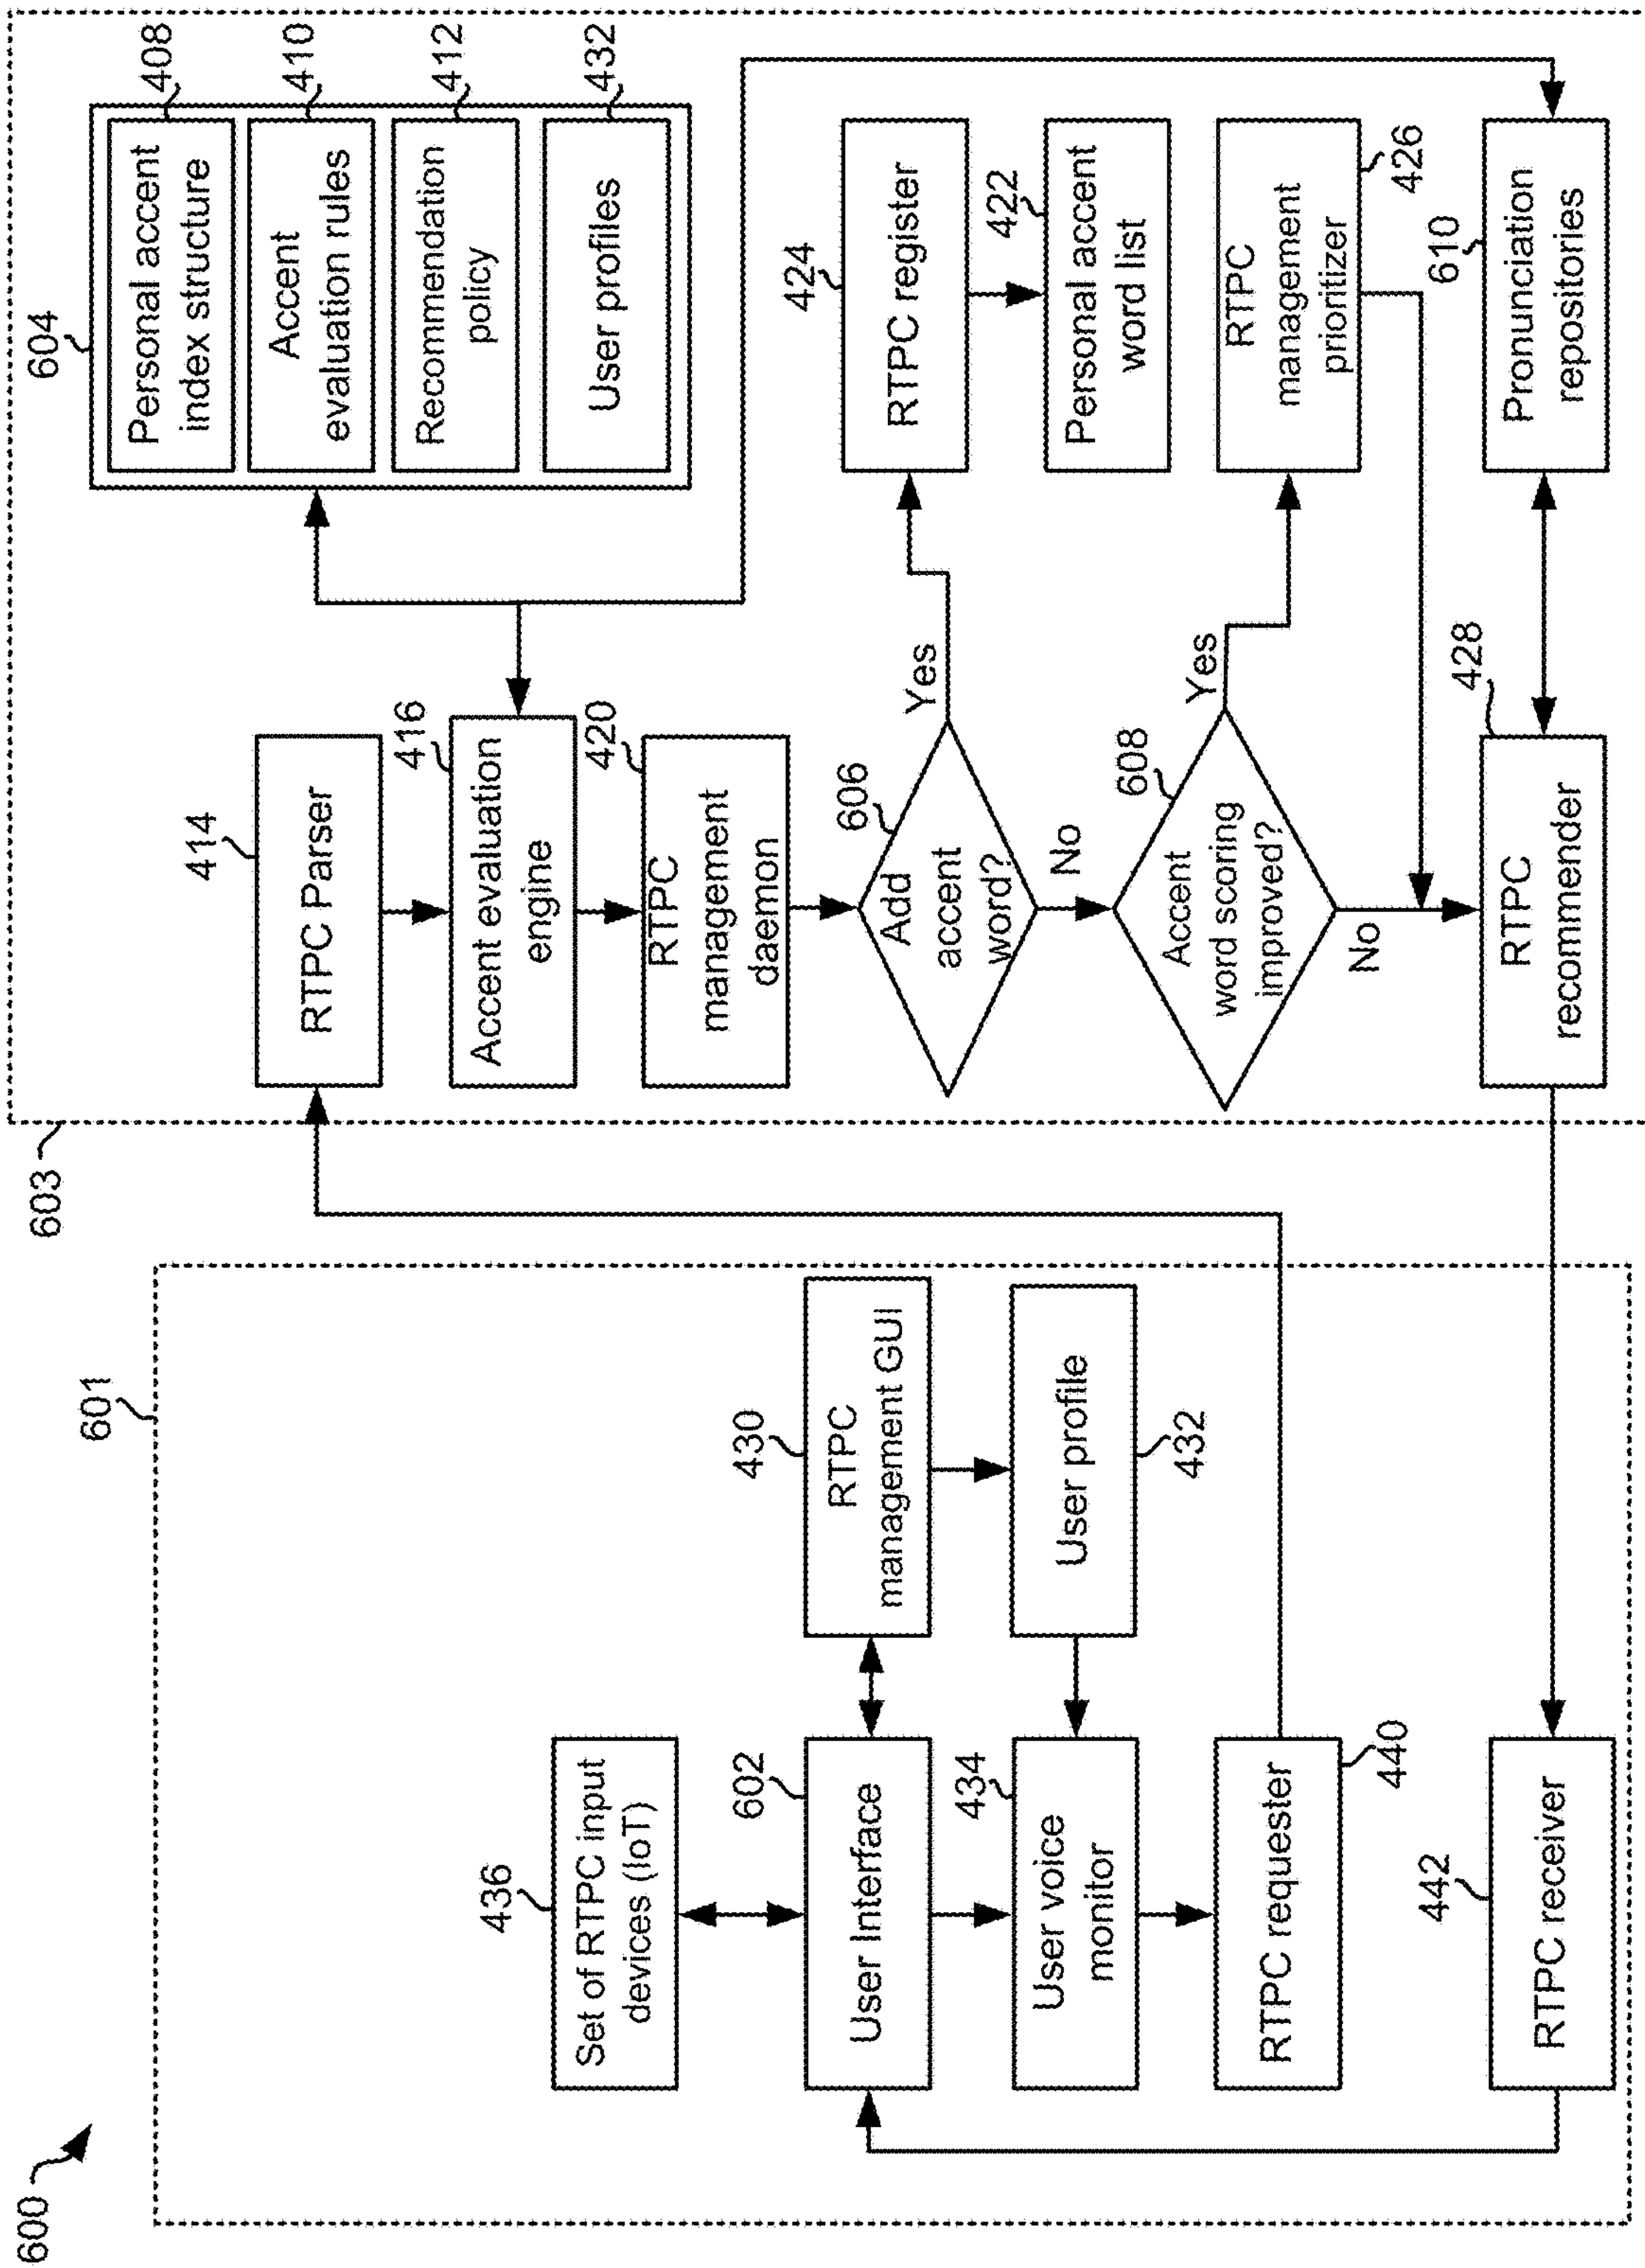 600
601
436
Set of RTPC input
devices (IoT)
602
User Interface
430
RTPC
management GUI
434
User voice
monitor
User profile
432
RTPC requester
440
442
RTPC receiver
603
604
Personal accent
index structure
408
Accent
evaluation rules
410
Recommendation
policy
412
User profiles
432
414
RTPC Parser
416
Accent evaluation
engine
420
RTPC
management
daemon
606
Add
accent
word?
Yes
No
424
RTPC register
422
Personal accent
word list
608
Accent
word scoring
improved?
Yes
No
RTPC
management
prioritizer
426
428
RTPC
recommender
610
Pronunciation
repositories